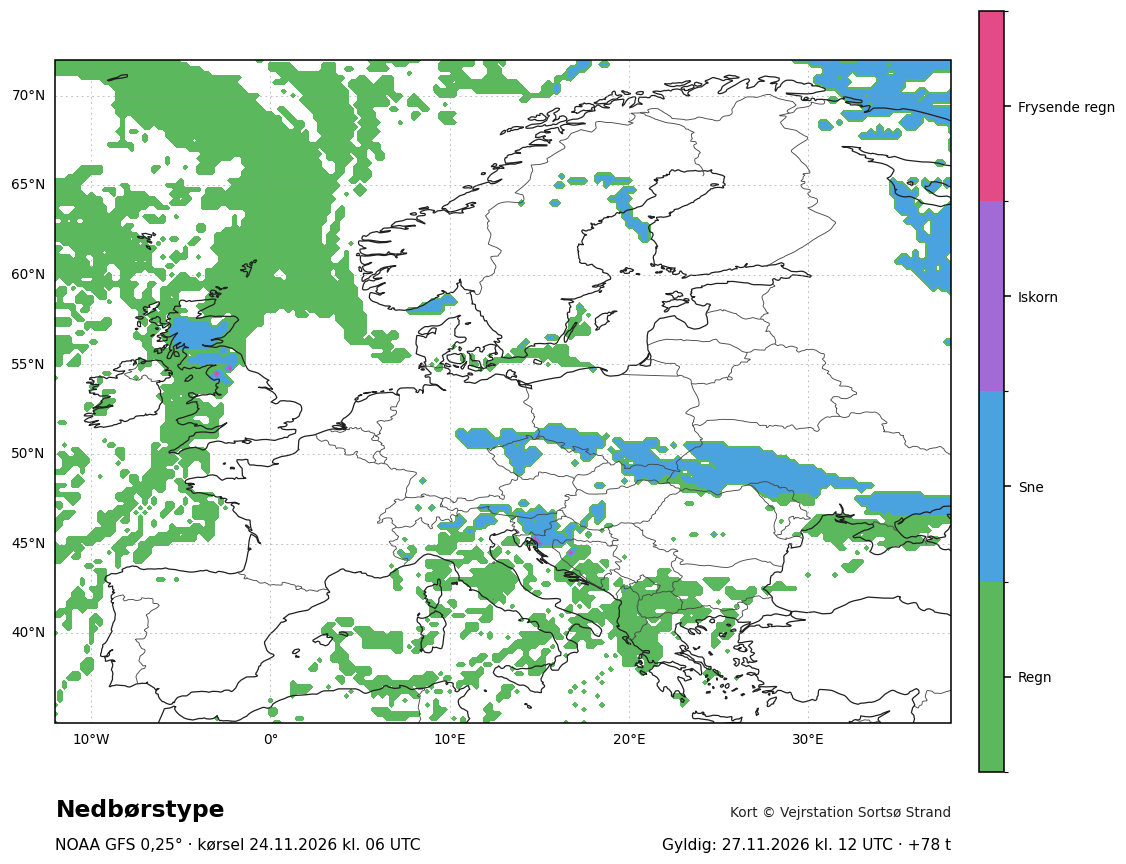 70°N
65°N
60°N
55°N
50°N
45°N
40°N
10°W
0°
10°E
20°E
30°E
Frysende regn
Iskorn
Sne
Regn
Nedbørstype
Kort © Vejrstation Sortsø Strand
NOAA GFS 0,25° · kørsel 24.11.2026 kl. 06 UTC
Gyldig: 27.11.2026 kl. 12 UTC · +78 t